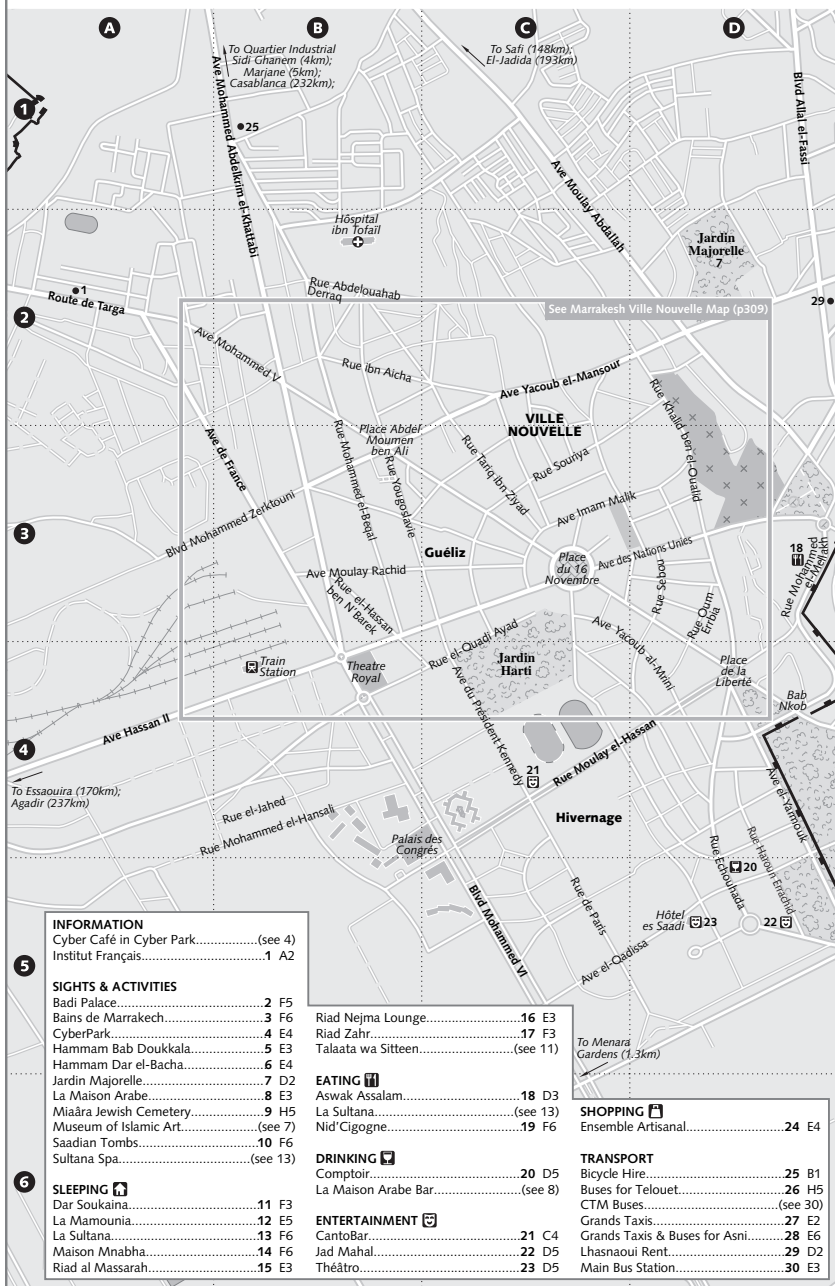 A
B
C
D
To Quartier Industrial
Sidi Ghanem (4km);
Marjane (5km);
Casablanca (232km);
To Safi (148km);
El-Jadida (193km)
1
25
Ave Mohammed Abdelkrim el-Khattabi
Blvd Allal el-Fassi
Ave Moulay Abdallah
Hôspital
ibn Tofaïl
Jardin
Majorelle
7
1
Route de Targa
Rue Abdelouahab
Derraq
29
2
See Marrakesh Ville Nouvelle Map (p309)
Ave Mohammed V
Rue ibn Aicha
Ave Yacoub el-Mansour
VILLE
NOUVELLE
Rue Khalid ben el-Oualid
Place Abdel
Moumen
ben Ali
Ave de France
Rue Mohammed el-Beqal
Rue Yougoslavie
Rue Tariq ibn Ziyad
Rue Souriya
Ave Imam Malik
Blvd Mohammed Zerktouni
3
Guéliz
Place
du 16
Novembre
Ave des Nations Unies
18
Rue Mohammed
el-Mellakh
Ave Moulay Rachid
Rue el-Hassan
ben N'Barek
Rue Sebou
Rue Oum
Errbia
Rue el-Quadi Ayad
Ave Yacoub al-Mrini
Train
Station
Theatre
Royal
Jardin
Harti
Place
de la
Liberté
Bab
Nkob
Ave du Président Kennedy
Ave Hassan II
4
Rue Moulay el-Hassan
21
To Essaouira (170km);
Agadir (237km)
Rue el-Jahed
Rue Mohammed el-Hansali
Hivernage
Ave el-Yarmouk
Palais des
Congrés
Rue Echouhada
Rue Haroun Errachid
20
Blvd Mohammed VI
Rue de Paris
Hôtel
es Saadi
23
22
Ave el-Qadissa
5
To Menara
Gardens (1.3km)
6
INFORMATION
Cyber Café in Cyber Park...............(see 4)
Institut Français..............................1 A2
SIGHTS & ACTIVITIES
Badi Palace...................................2 F5
Bains de Marrakech........................3 F6
CyberPark.....................................4 E4
Hammam Bab Doukkala.................5 E3
Hammam Dar el-Bacha...................6 E4
Jardin Majorelle..............................7 D2
La Maison Arabe............................8 E3
Miaâra Jewish Cemetery..................9 H5
Museum of Islamic Art...............(see 7)
Saadian Tombs.............................10 F6
Sultana Spa...............................(see 13)
SLEEPING
Dar Soukaina................................11 F3
La Mamounia................................12 E5
La Sultana....................................13 F6
Maison Mnabha............................14 F6
Riad al Massarah...........................15 E3
Riad Nejma Lounge.......................16 E3
Riad Zahr.....................................17 F3
Talaata wa Sitteen.....................(see 11)
EATING
Aswak Assalam.............................18 D3
La Sultana.................................(see 13)
Nid'Cigogne.................................19 F6
DRINKING
Comptoir.....................................20 D5
La Maison Arabe Bar...................(see 8)
ENTERTAINMENT
CantoBar.....................................21 C4
Jad Mahal....................................22 D5
Théâtro.......................................23 D5
SHOPPING
Ensemble Artisanal........................24 E4
TRANSPORT
Bicycle Hire..................................25 B1
Buses for Telouet...........................26 H5
CTM Buses................................(see 30)
Grands Taxis.................................27 E2
Grands Taxis & Buses for Asni.......28 E6
Lhasnaoui Rent.............................29 D2
Main Bus Station...........................30 E3